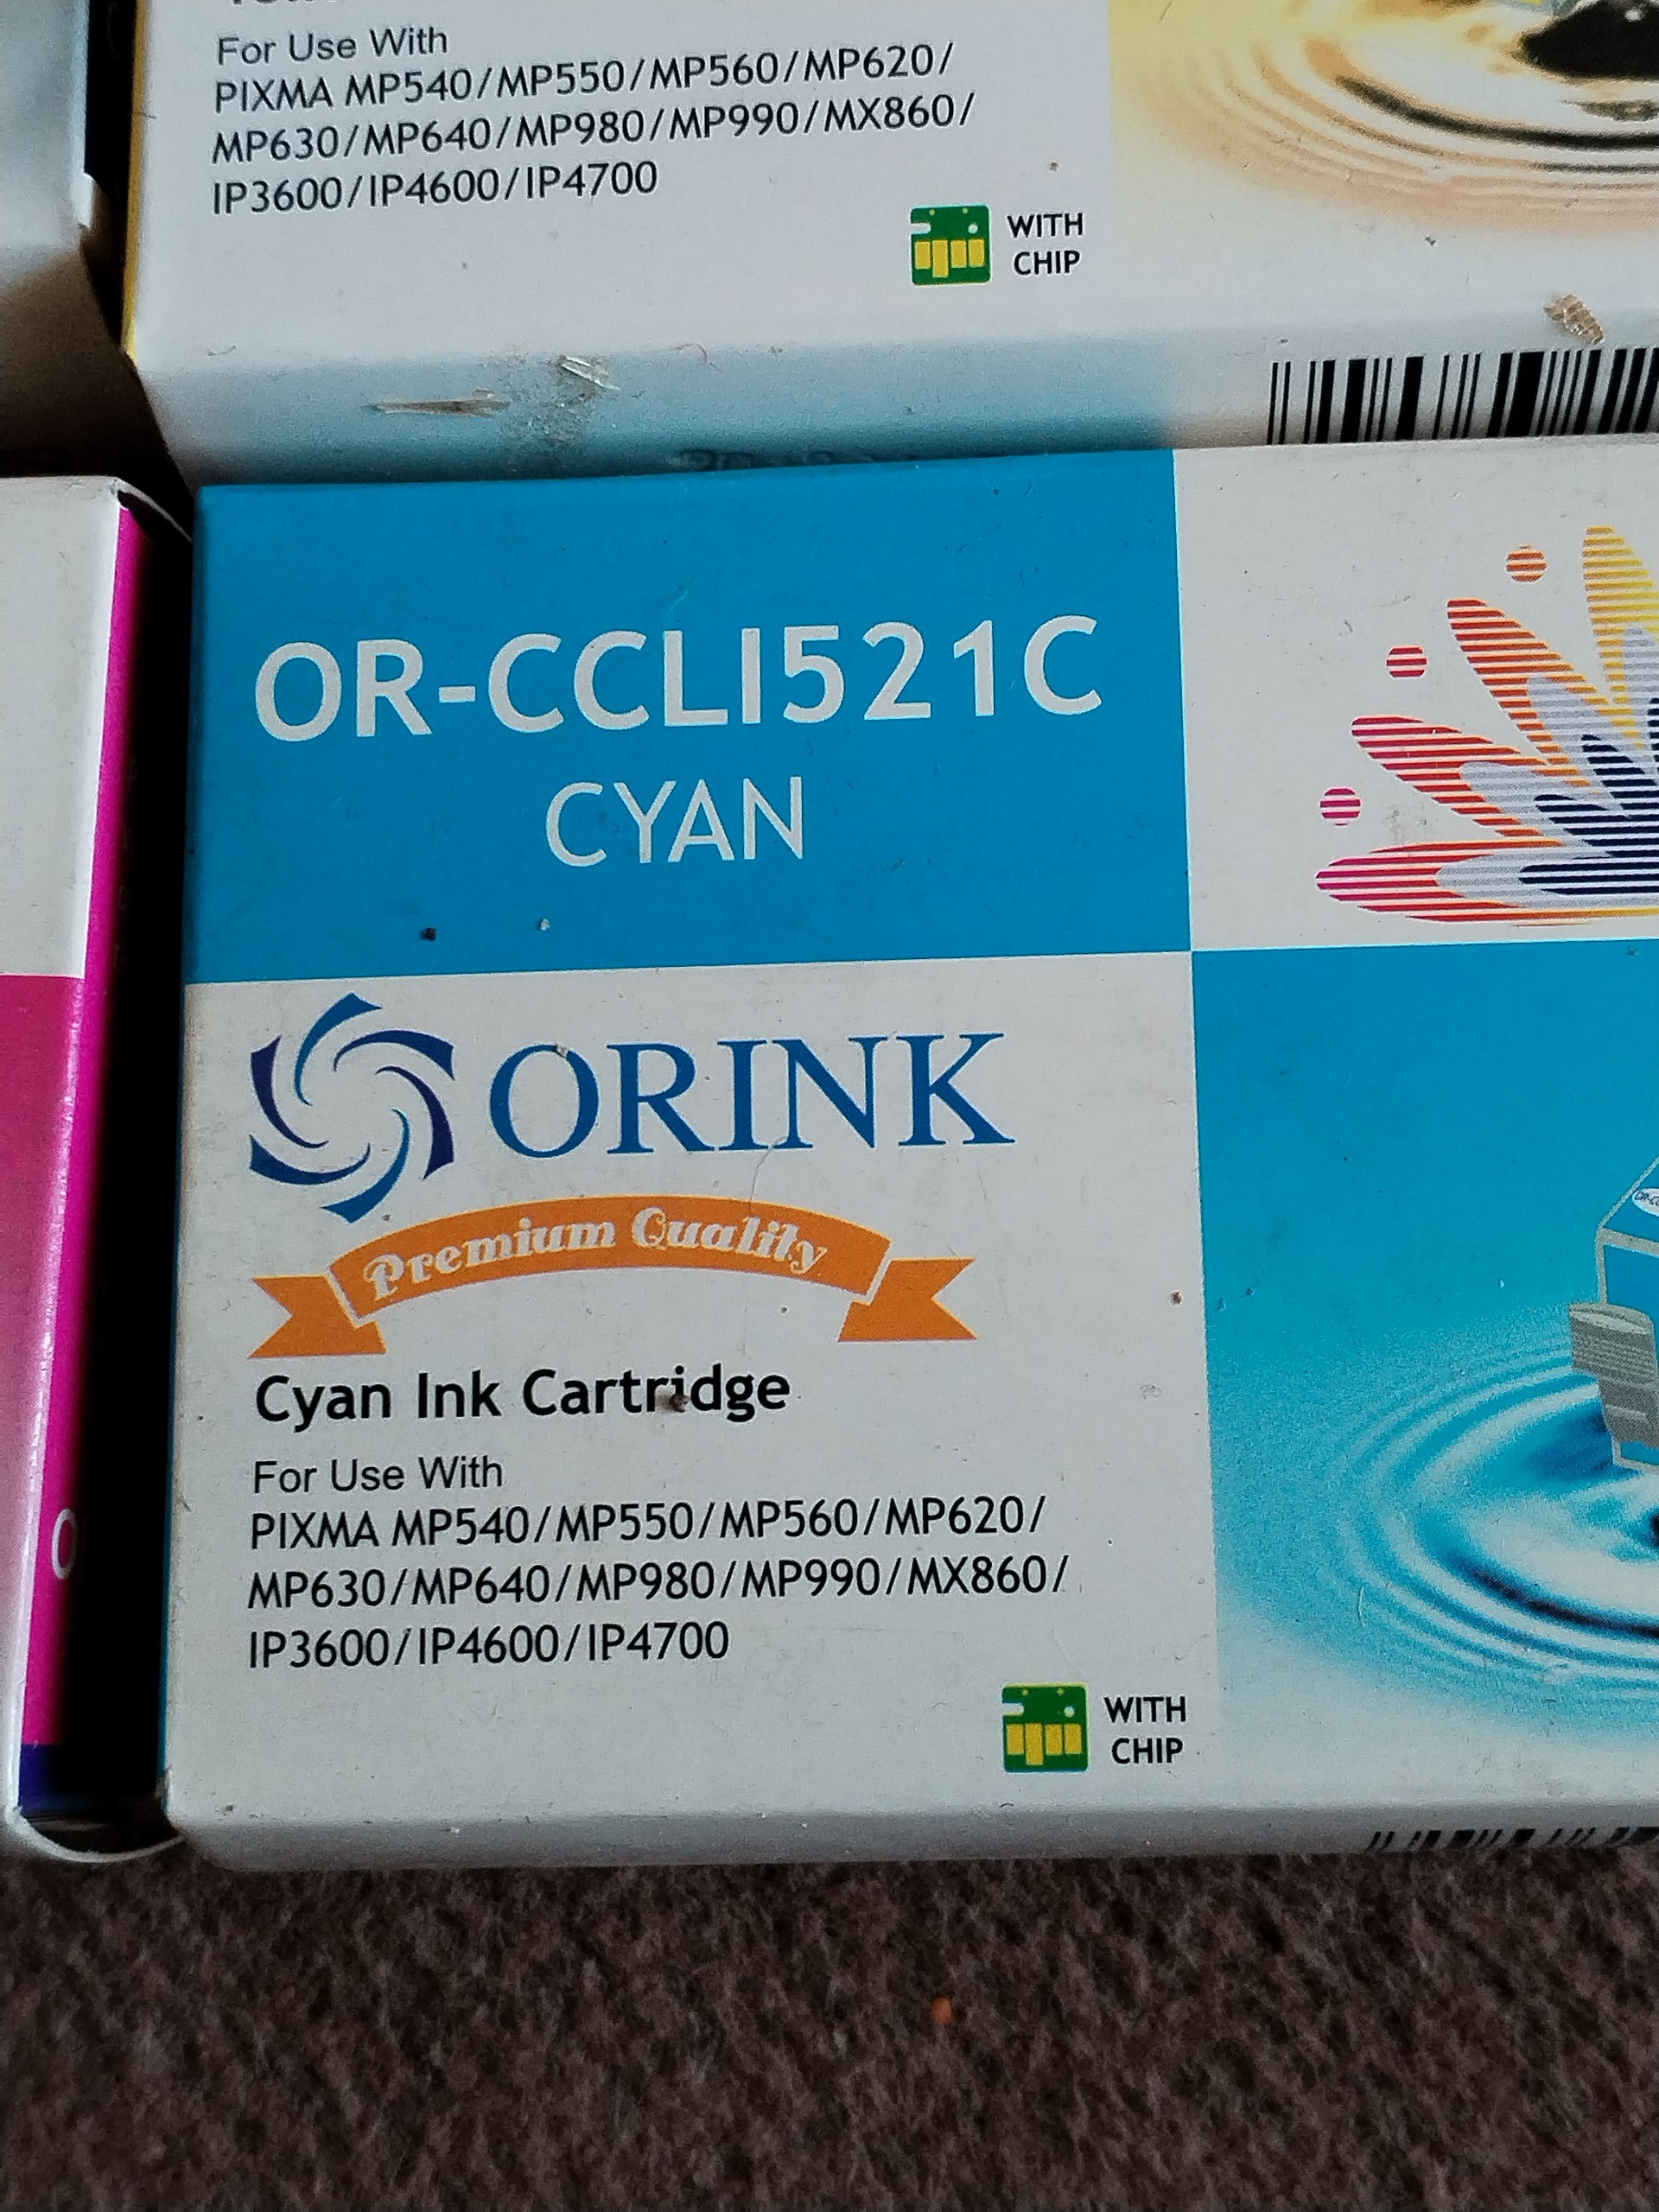 For Use With
PIXMA MP540/MP550/MP560/MP620/
MP630/MP640/MP980/MP990/MX860/
IP3600/IP4600/IP4700
WITH
CHIP
OR-CCLI521C
CYAN
ORINK
Premium Quality
Cyan Ink Cartridge
For Use With
PIXMA MP540/MP550/MP560/MP620/
MP630/MP640/MP980/MP990/MX860/
IP3600/IP4600/IP4700
WITH
CHIP